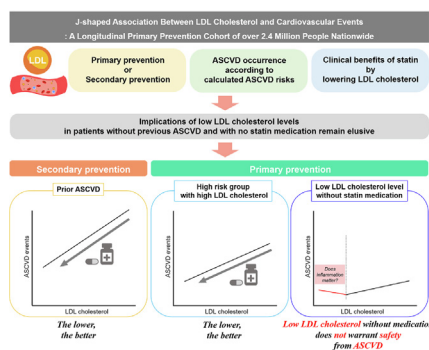 J-shaped Association Between LDL Cholesterol and Cardiovascular Events
: A Longitudinal Primary Prevention Cohort of over 2.4 Million People Nationwide
LDL
Primary prevention
or
Secondary prevention
ASCVD occurrence
according to
calculated ASCVD risks
Clinical benefits of statin
by
lowering LDL cholesterol
Implications of low LDL cholesterol levels
in patients without previous ASCVD and with no statin medication remain elusive
Secondary prevention
Primary prevention
Prior ASCVD
ASCVD events
LDL cholesterol
The lower,
the better
High risk group
with high LDL cholesterol
ASCVD events
LDL cholesterol
The lower,
the better
Low LDL cholesterol level
without statin medication
ASCVD events
Does
inflammation
matter?
LDL cholesterol
Low LDL cholesterol without medication
does not warrant safety
from ASCVD